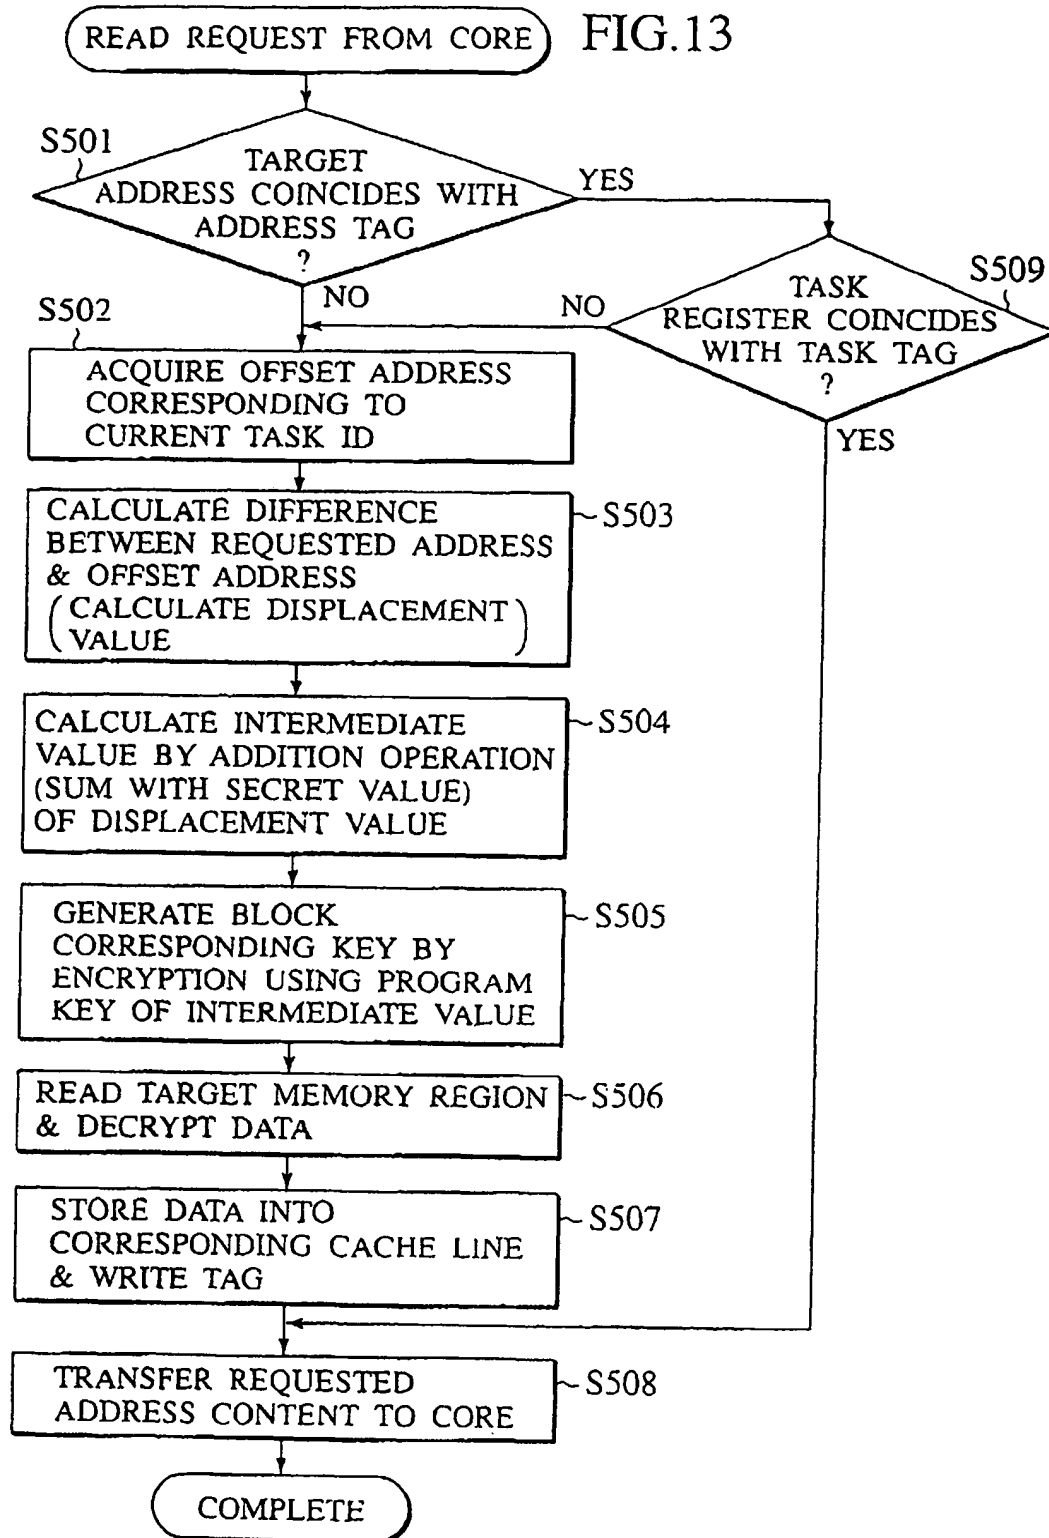 READ REQUEST FROM CORE
FIG.13
S501
TARGET
ADDRESS COINCIDES WITH
ADDRESS TAG
?
YES
NO
S509
TASK
REGISTER COINCIDES
WITH TASK TAG
?
NO
YES
S502
ACQUIRE OFFSET ADDRESS
CORRESPONDING TO
CURRENT TASK ID
CALCULATE DIFFERENCE
BETWEEN REQUESTED ADDRESS
& OFFSET ADDRESS
(CALCULATE DISPLACEMENT
VALUE)
S503
CALCULATE INTERMEDIATE
VALUE BY ADDITION OPERATION
(SUM WITH SECRET VALUE)
OF DISPLACEMENT VALUE
S504
GENERATE BLOCK
CORRESPONDING KEY BY
ENCRYPTION USING PROGRAM
KEY OF INTERMEDIATE VALUE
S505
READ TARGET MEMORY REGION
& DECRYPT DATA
S506
STORE DATA INTO
CORRESPONDING CACHE LINE
& WRITE TAG
S507
TRANSFER REQUESTED
ADDRESS CONTENT TO CORE
S508
COMPLETE